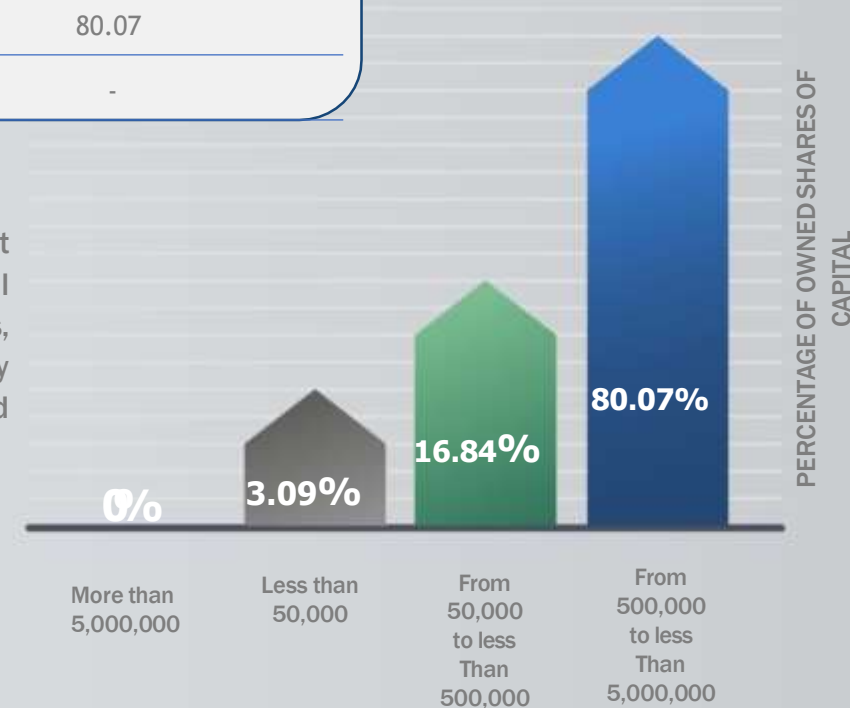 80.07
-
t
l
,
y
d
80.07%
16.84%
3.09%
0%
More than
5,000,000
Less than
50,000
From
50,000
to less
Than
500,000
From
500,000
to less
Than
5,000,000
PERCENTAGE OF OWNED SHARES OF
CAPITAL